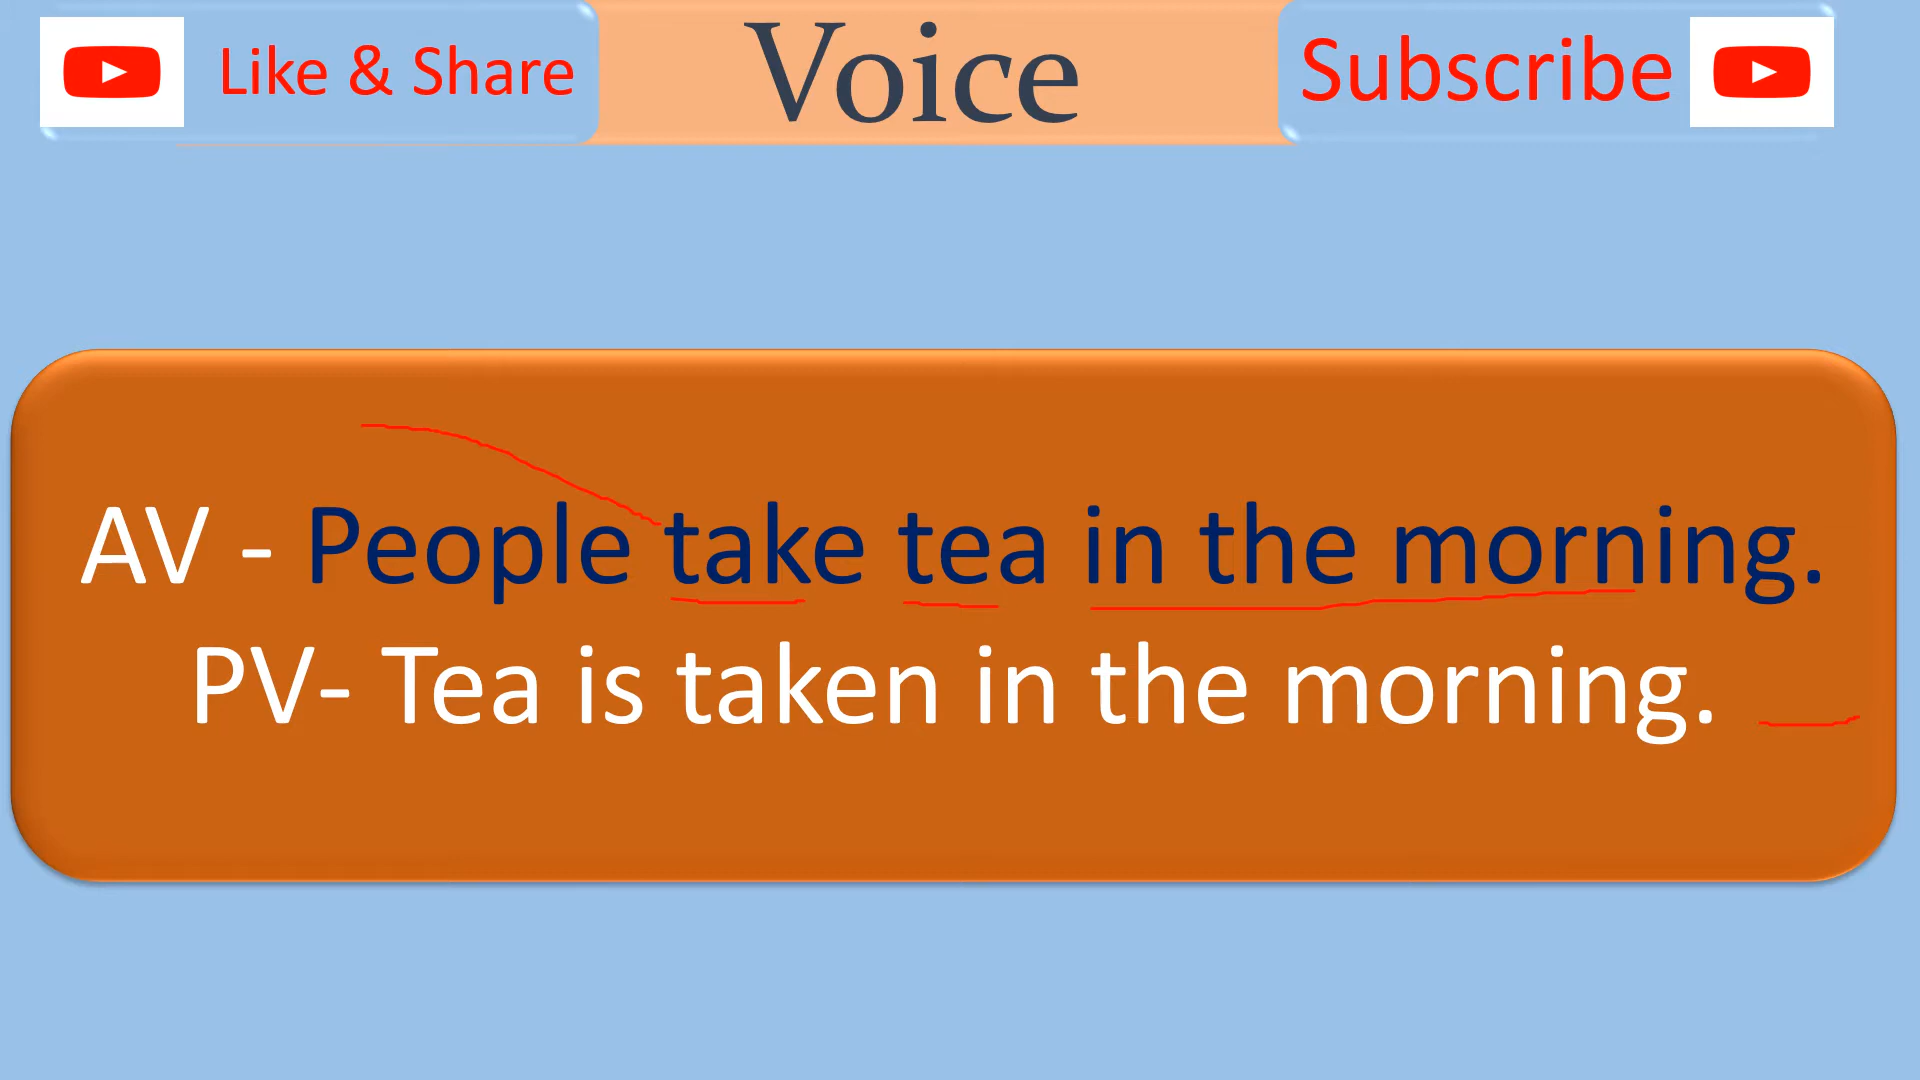 Like & Share
Voice
Subscribe
AV - People take tea in the morning.
PV- Tea is taken in the morning.